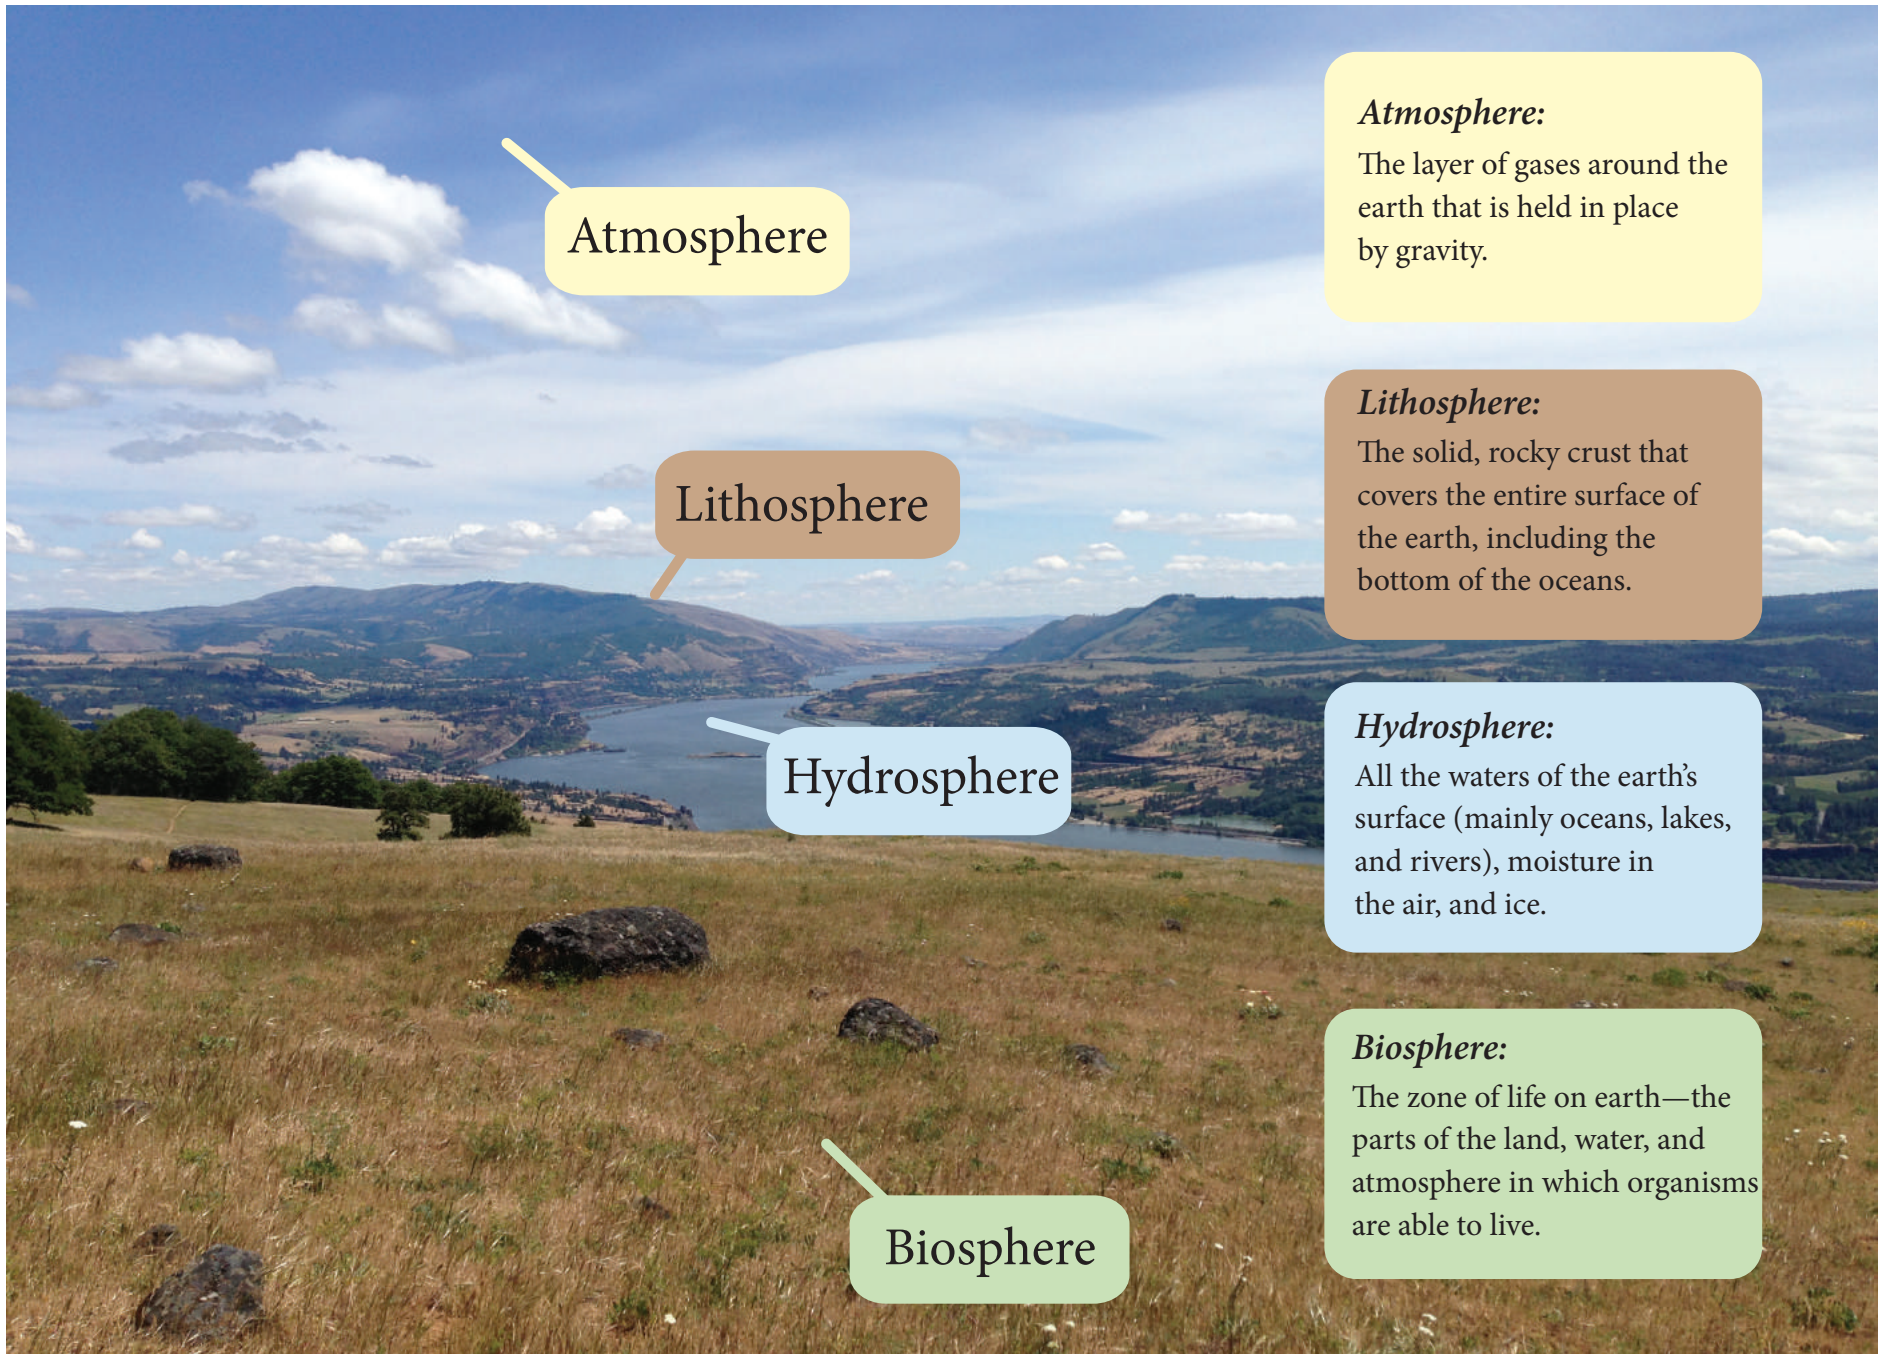 Atmosphere
Lithosphere
Hydrosphere
Biosphere
Atmosphere:
The layer of gases around the
earth that is held in place
by gravity.
Lithosphere:
The solid, rocky crust that
covers the entire surface of
the earth, including the
bottom of the oceans.
Hydrosphere:
All the waters of the earth’s
surface (mainly oceans, lakes,
and rivers), moisture in
the air, and ice.
Biosphere:
The zone of life on earth—the
parts of the land, water, and
atmosphere in which organisms
are able to live.